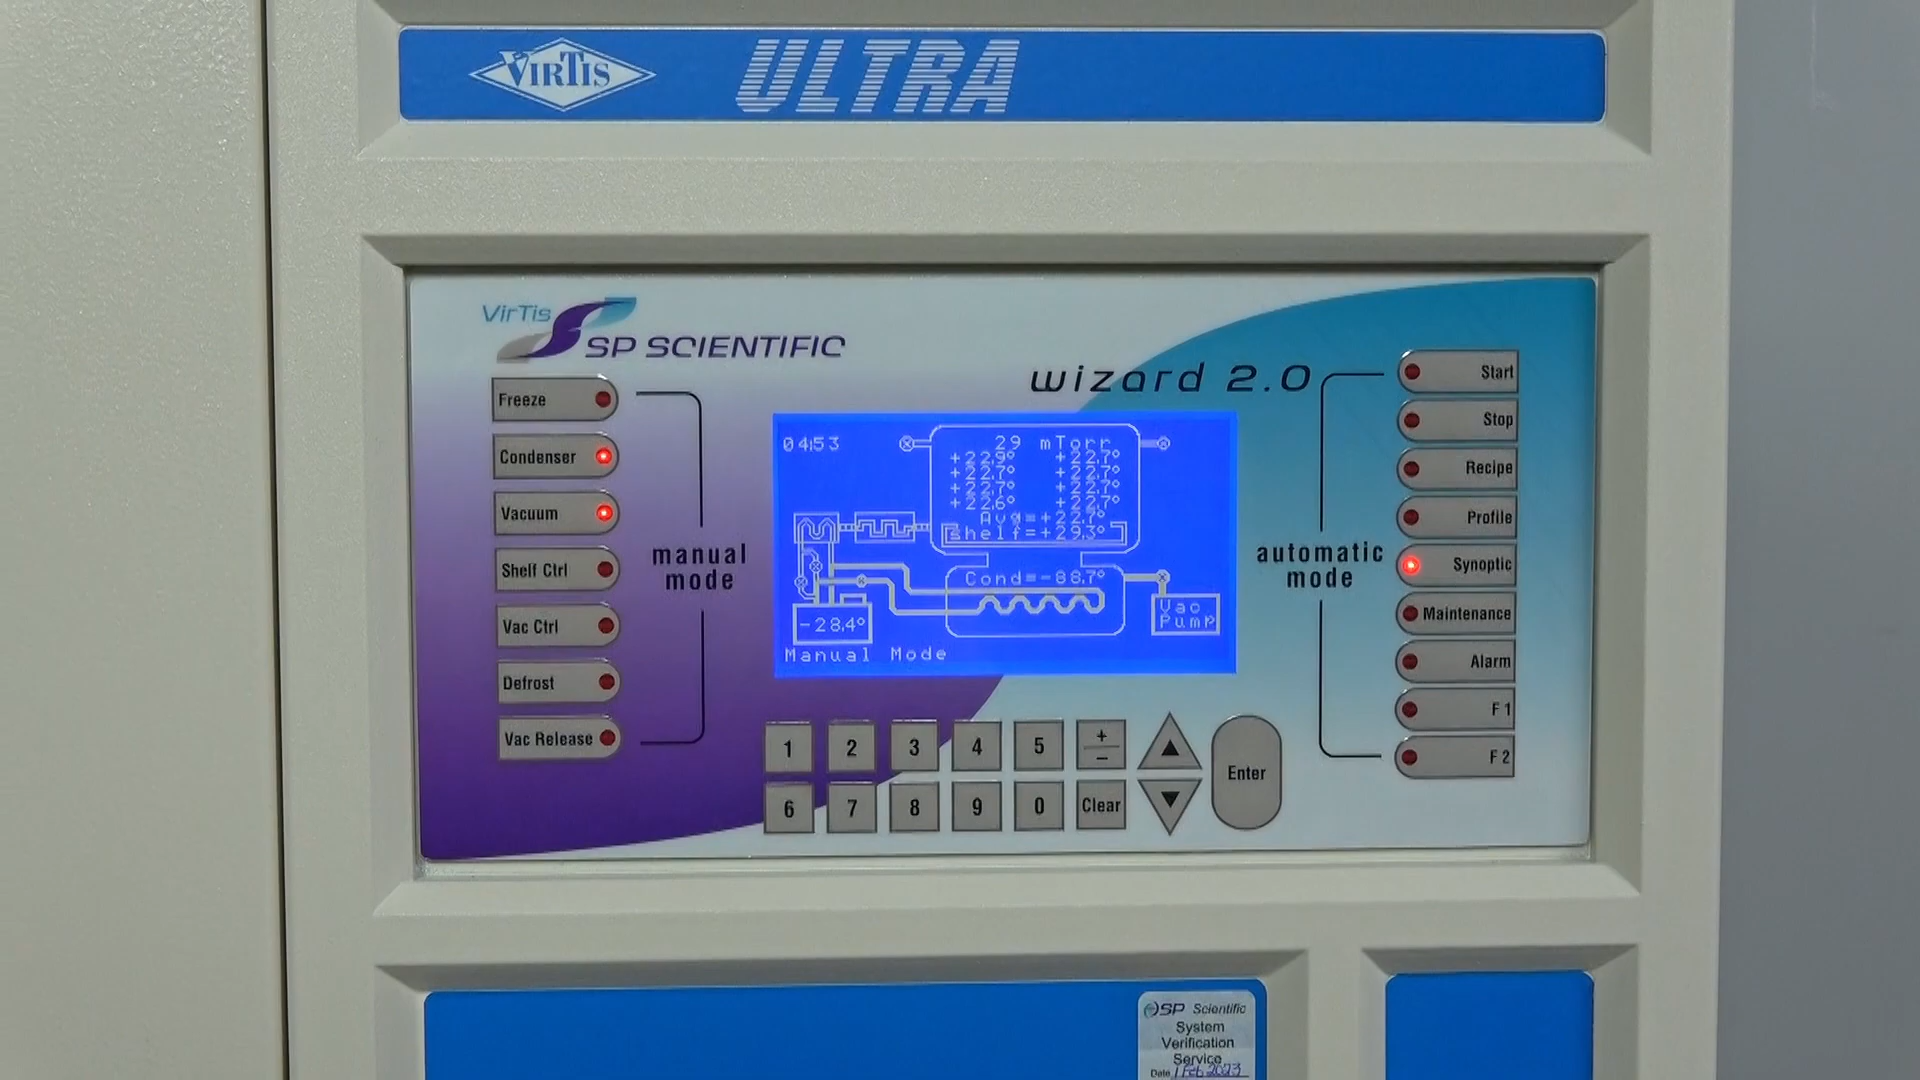 VIRTIS
ULTRA
VirTis
SP SCIENTIFIC
wizard 2.0
Freeze
Condenser
Vacuum
Shelf Ctrl
Vac Ctrl
Defrost
Vac Release
manual
mode
04:53
29 mTorr
+22.9° +22.7°
+22.7° +22.7°
+22.7° +22.7°
+22.6° +22.7°
Avg=+22.7°
shelf=+29.3°
Cond=-88.7°
-28.4°
Vac
Pump
Manual Mode
automatic
mode
Start
Stop
Recipe
Profile
Synoptic
Maintenance
Alarm
F 1
F 2
1 2 3 4 5 + −
6 7 8 9 0 Clear
Enter
SP Scientific
System
Verification
Service
Date 1 Feb 2023